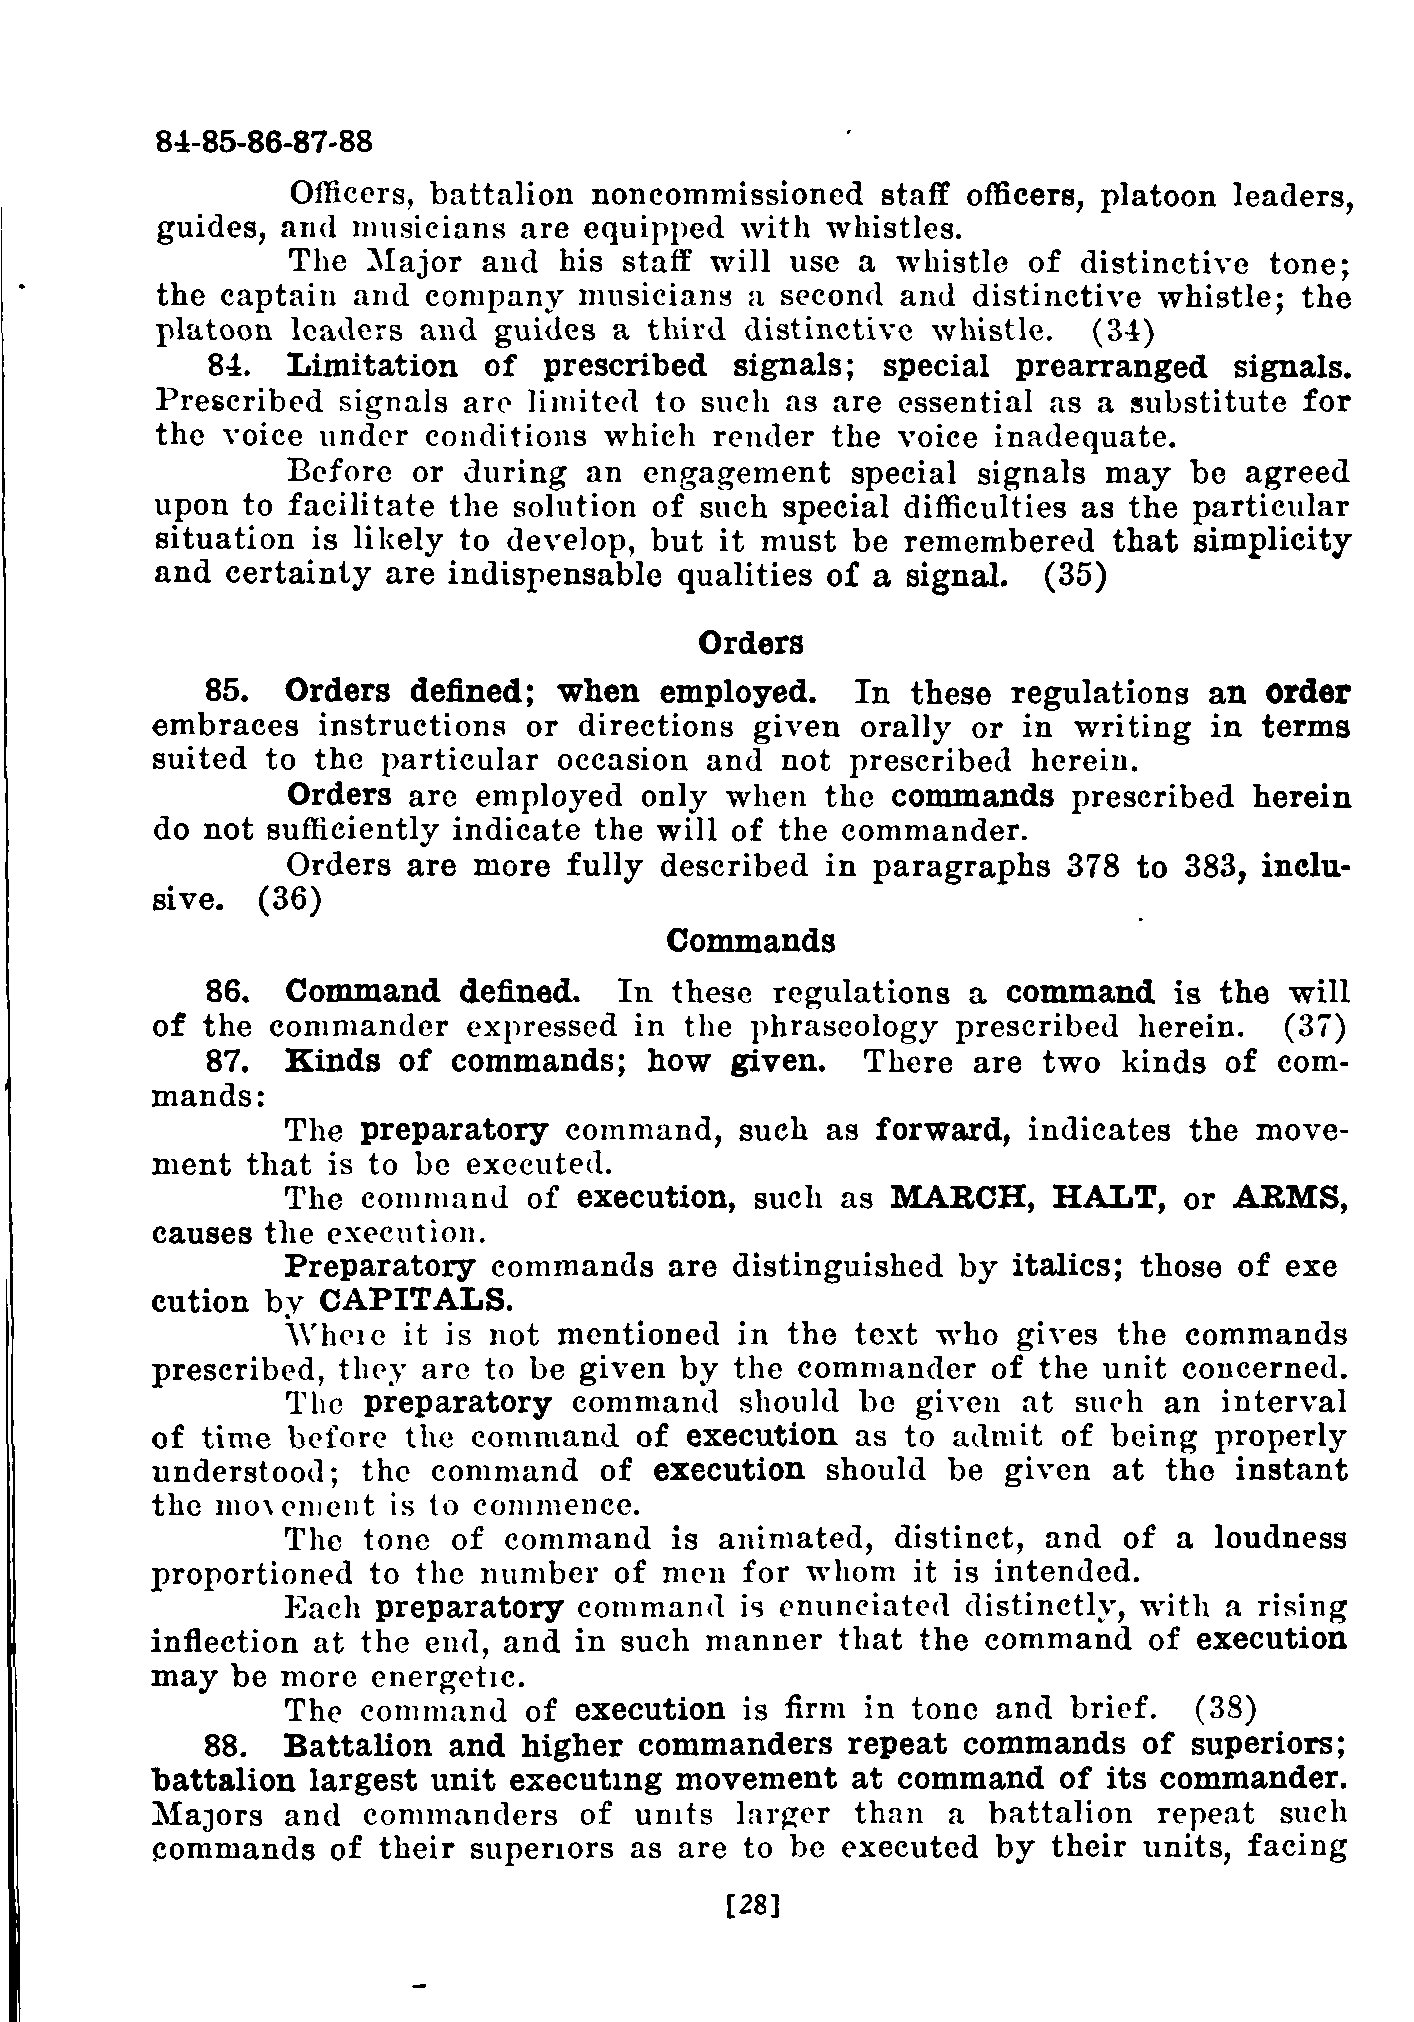 84-85-86-87-88
Officers, battalion noncommissioned staff officers, platoon leaders,
guides, and musicians are equipped with whistles.
The Major and his staff will use a whistle of distinctive tone;
the captain and company musicians a second and distinctive whistle; the
platoon leaders and guides a third distinctive whistle. (34)
84. Limitation of prescribed signals; special prearranged signals.
Prescribed signals are limited to such as are essential as a substitute for
the voice under conditions which render the voice inadequate.
Before or during an engagement special signals may be agreed
upon to facilitate the solution of such special difficulties as the particular
situation is likely to develop, but it must be remembered that simplicity
and certainty are indispensable qualities of a signal. (35)
Orders
85. Orders defined; when employed. In these regulations an order
embraces instructions or directions given orally or in writing in terms
suited to the particular occasion and not prescribed herein.
Orders are employed only when the commands prescribed herein
do not sufficiently indicate the will of the commander.
Orders are more fully described in paragraphs 378 to 383, inclu-
sive. (36)
Commands
86. Command defined. In these regulations a command is the will
of the commander expressed in the phraseology prescribed herein. (37)
87. Kinds of commands; how given. There are two kinds of com-
mands:
The preparatory command, such as forward, indicates the move-
ment that is to be executed.
The command of execution, such as MARCH, HALT, or ARMS,
causes the execution.
Preparatory commands are distinguished by italics; those of exe
cution by CAPITALS.
Where it is not mentioned in the text who gives the commands
prescribed, they are to be given by the commander of the unit concerned.
The preparatory command should be given at such an interval
of time before the command of execution as to admit of being properly
understood; the command of execution should be given at the instant
the movement is to commence.
The tone of command is animated, distinct, and of a loudness
proportioned to the number of men for whom it is intended.
Each preparatory command is enunciated distinctly, with a rising
inflection at the end, and in such manner that the command of execution
may be more energetic.
The command of execution is firm in tone and brief. (38)
88. Battalion and higher commanders repeat commands of superiors;
battalion largest unit executing movement at command of its commander.
Majors and commanders of units larger than a battalion repeat such
commands of their superiors as are to be executed by their units, facing
[28]